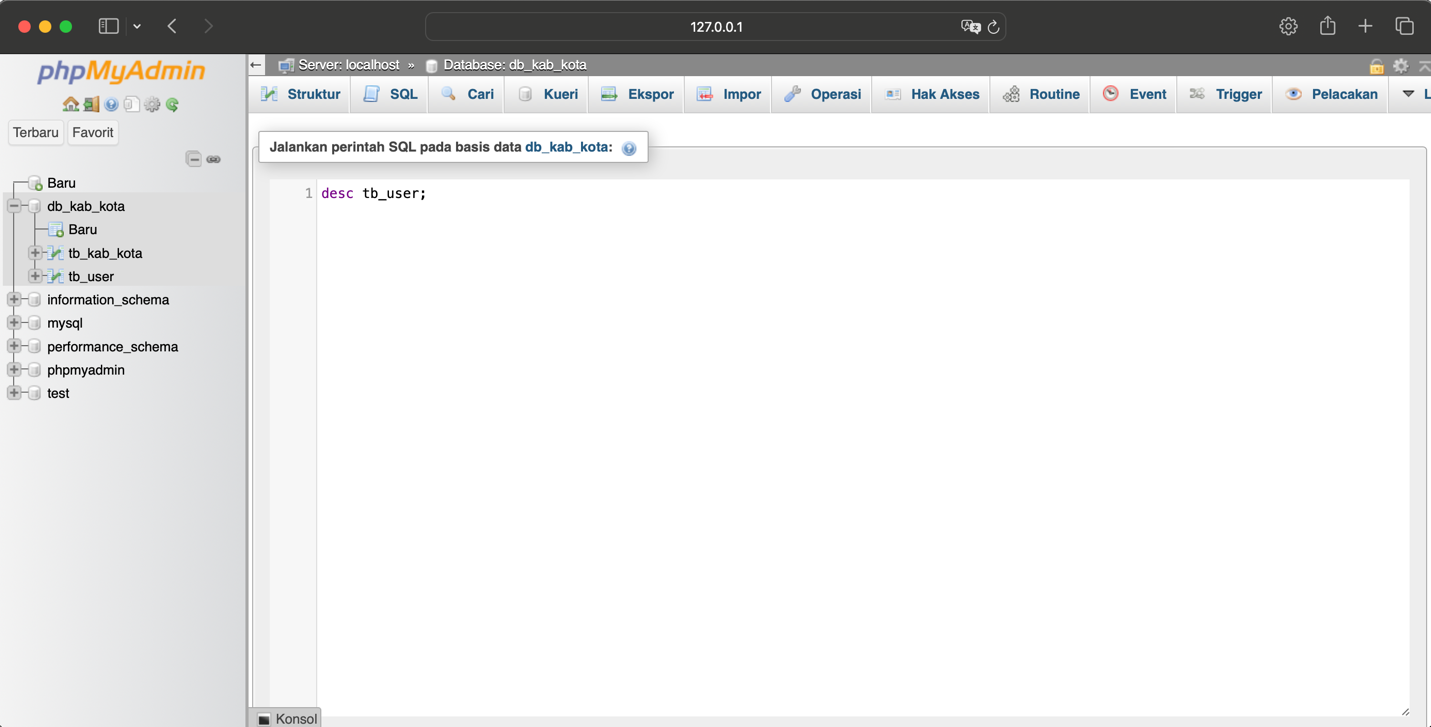 127.0.0.1
phpMyAdmin
Server: localhost » Database: db_kab_kota
Struktur SQL Cari Kueri Ekspor Impor Operasi Hak Akses Routine Event Trigger Pelacakan
Terbaru Favorit
Baru
db_kab_kota
Baru
tb_kab_kota
tb_user
information_schema
mysql
performance_schema
phpmyadmin
test
Jalankan perintah SQL pada basis data db_kab_kota:
1 desc tb_user;
Konsol